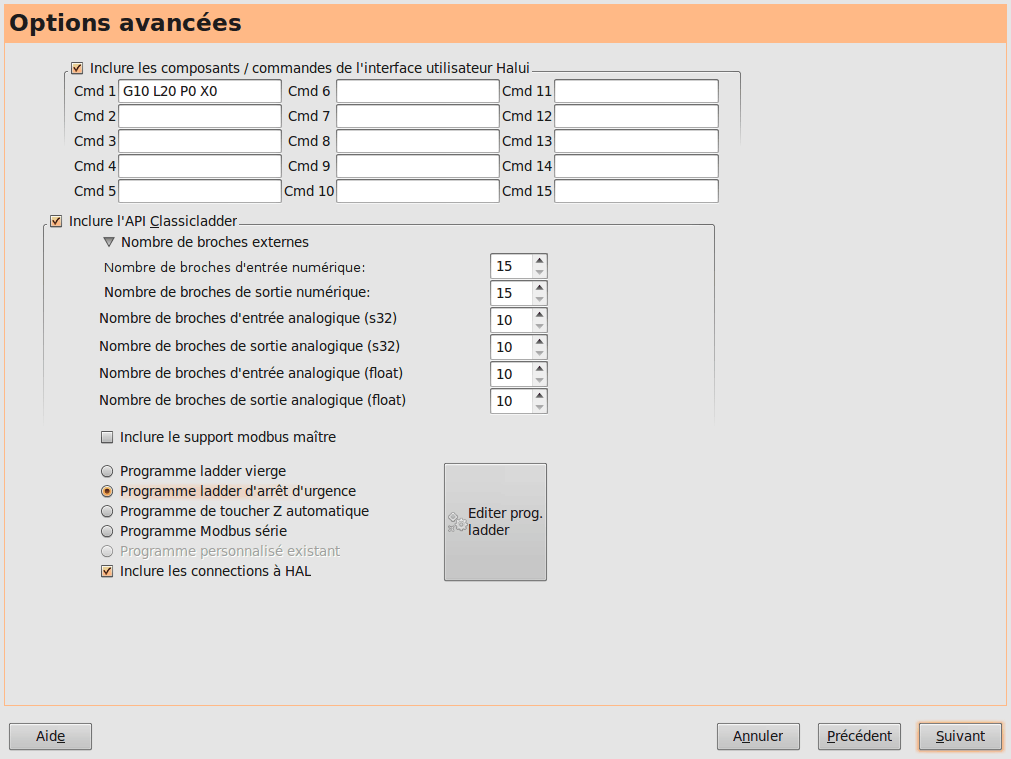 Options avancées
Inclure les composants / commandes de l'interface utilisateur Halui
Cmd 1 G10 L20 P0 X0 Cmd 6 Cmd 11
Cmd 2 Cmd 7 Cmd 12
Cmd 3 Cmd 8 Cmd 13
Cmd 4 Cmd 9 Cmd 14
Cmd 5 Cmd 10 Cmd 15
Inclure l'API Classicladder
Nombre de broches externes
Nombre de broches d'entrée numérique: 15
Nombre de broches de sortie numérique: 15
Nombre de broches d'entrée analogique (s32) 10
Nombre de broches de sortie analogique (s32) 10
Nombre de broches d'entrée analogique (float) 10
Nombre de broches de sortie analogique (float) 10
Inclure le support modbus maître
Programme ladder vierge
Programme ladder d'arrêt d'urgence
Programme de toucher Z automatique
Programme Modbus série
Programme personnalisé existant
Inclure les connections à HAL
Editer prog.
ladder
Aide Annuler Précédent Suivant